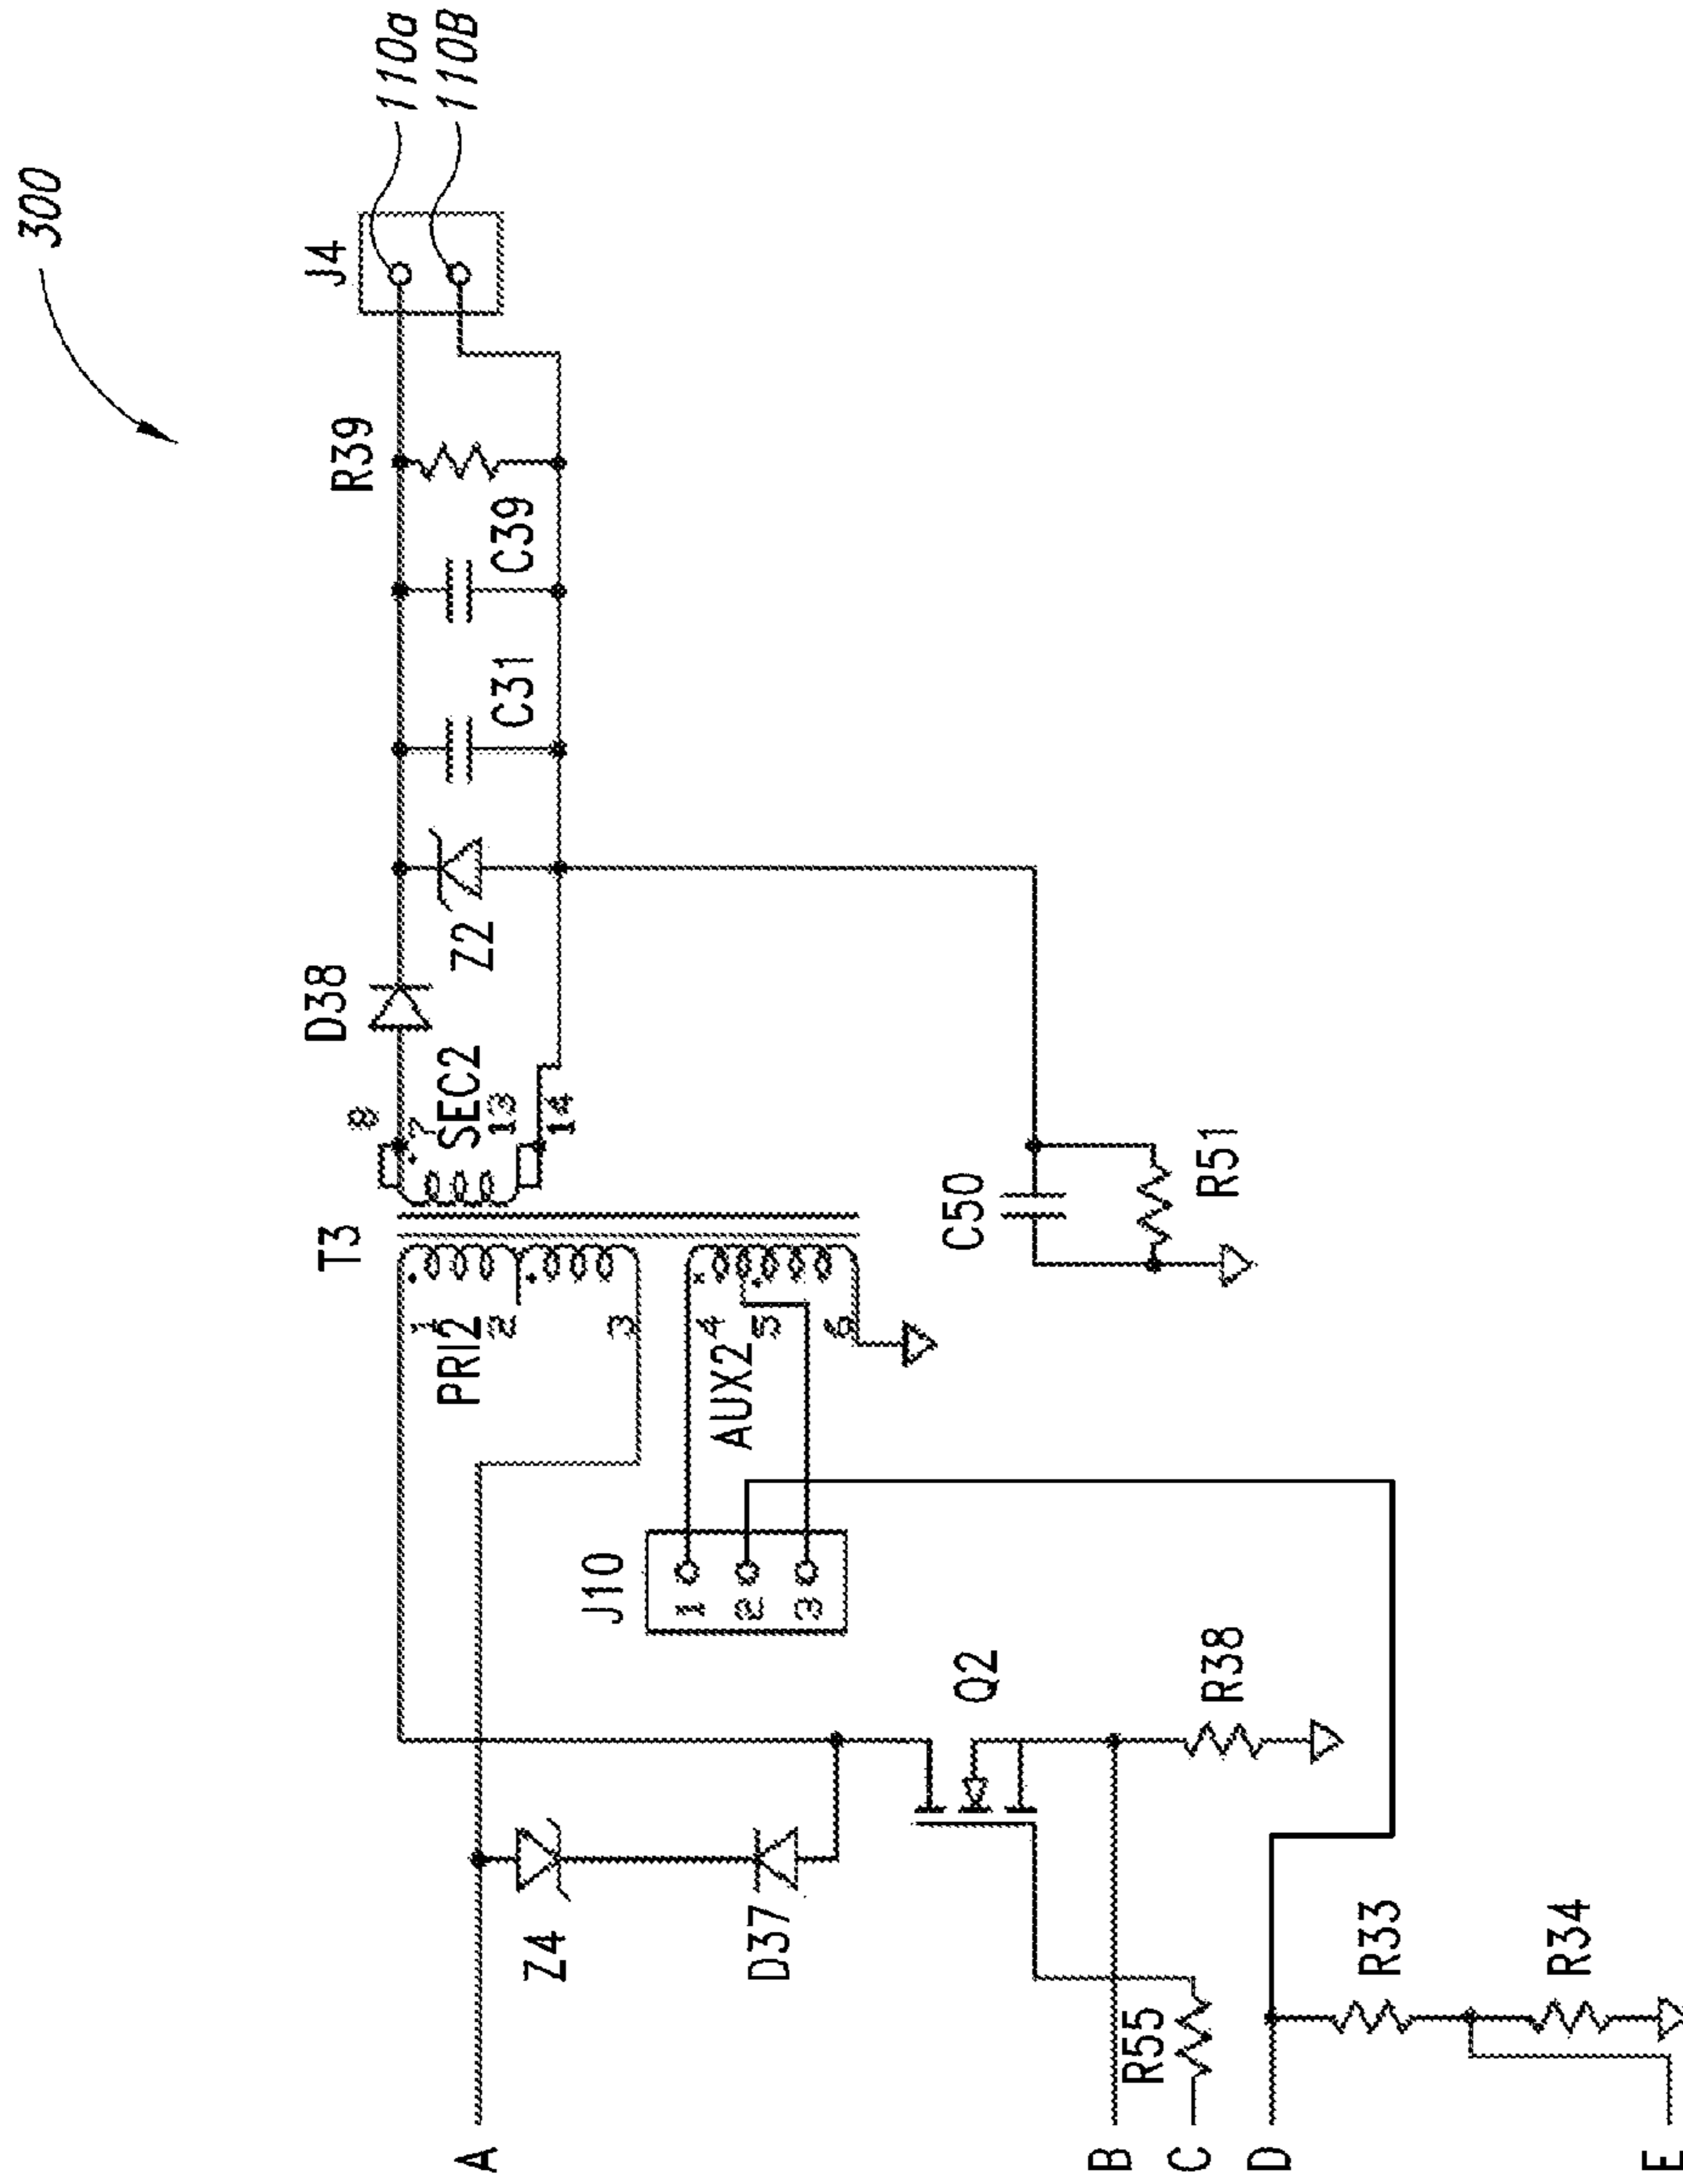 300
110a
110B
J4
R39
C39
C31
Z2
D38
8
7
SEC2
13
14
T3
1
PRI2
2
3
4
5
6
AUX2
C50
R51
J10
1
2
3
Q2
R38
Z4
D37
R55
R33
R34
A
B
C
D
E